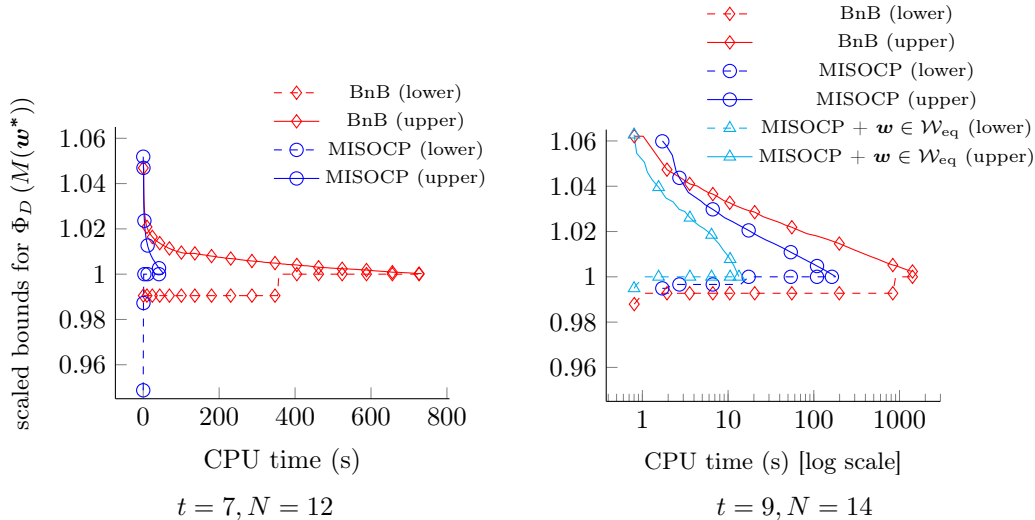 BnB (lower)
BnB (upper)
MISOCP (lower)
MISOCP (upper)
scaled bounds for Φ_D(M(w*))
1.06
1.04
1.02
1
0.98
0.96
0 200 400 600 800
CPU time (s)
t = 7, N = 12
BnB (lower)
BnB (upper)
MISOCP (lower)
MISOCP (upper)
MISOCP + w ∈ W_eq (lower)
MISOCP + w ∈ W_eq (upper)
1.06
1.04
1.02
1
0.98
0.96
1 10 100 1000
CPU time (s) [log scale]
t = 9, N = 14